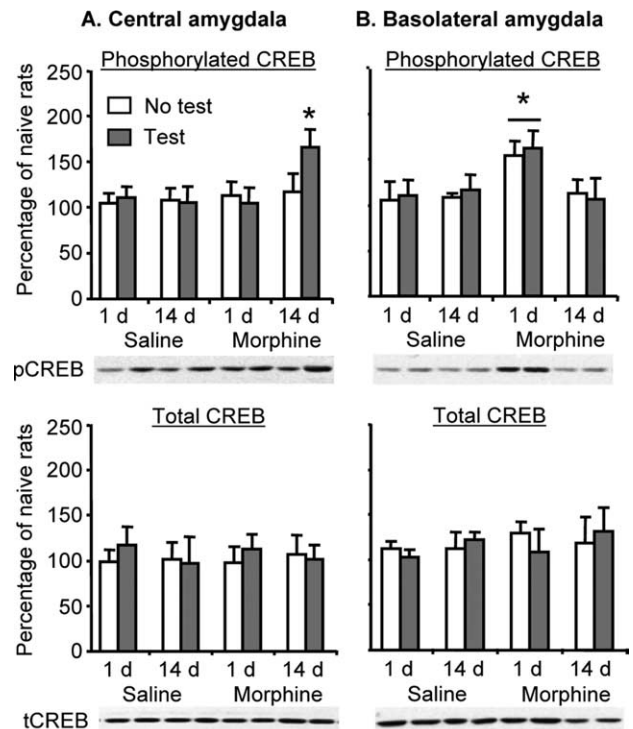 A. Central amygdala
B. Basolateral amygdala
Phosphorylated CREB
Phosphorylated CREB
Percentage of naive rats
250
200
150
100
50
0
No test
Test
*
*
1 d 14 d 1 d 14 d
Saline Morphine
1 d 14 d 1 d 14 d
Saline Morphine
pCREB
Total CREB
Total CREB
Percentage of naive rats
250
200
150
100
50
0
1 d 14 d 1 d 14 d
Saline Morphine
1 d 14 d 1 d 14 d
Saline Morphine
tCREB